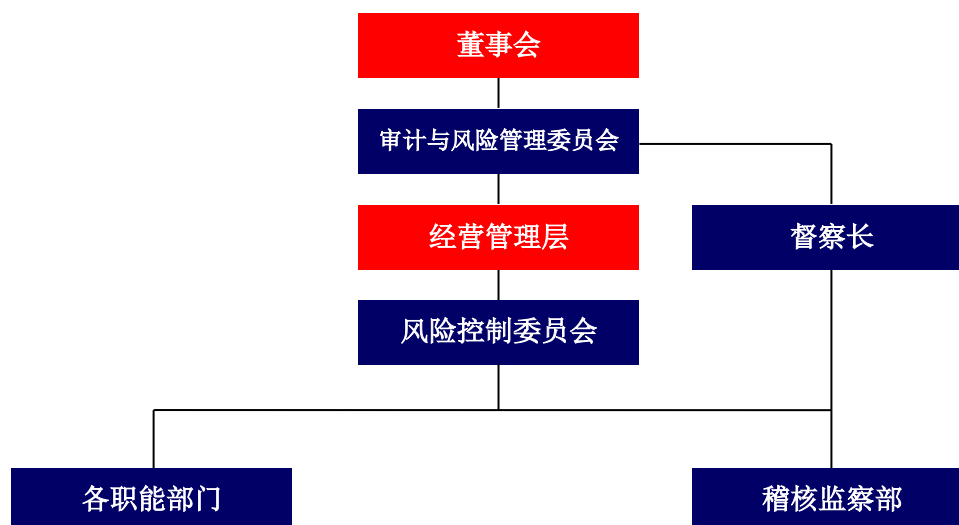 董事会
审计与风险管理委员会
经营管理层
督察长
风险控制委员会
各职能部门
稽核监察部